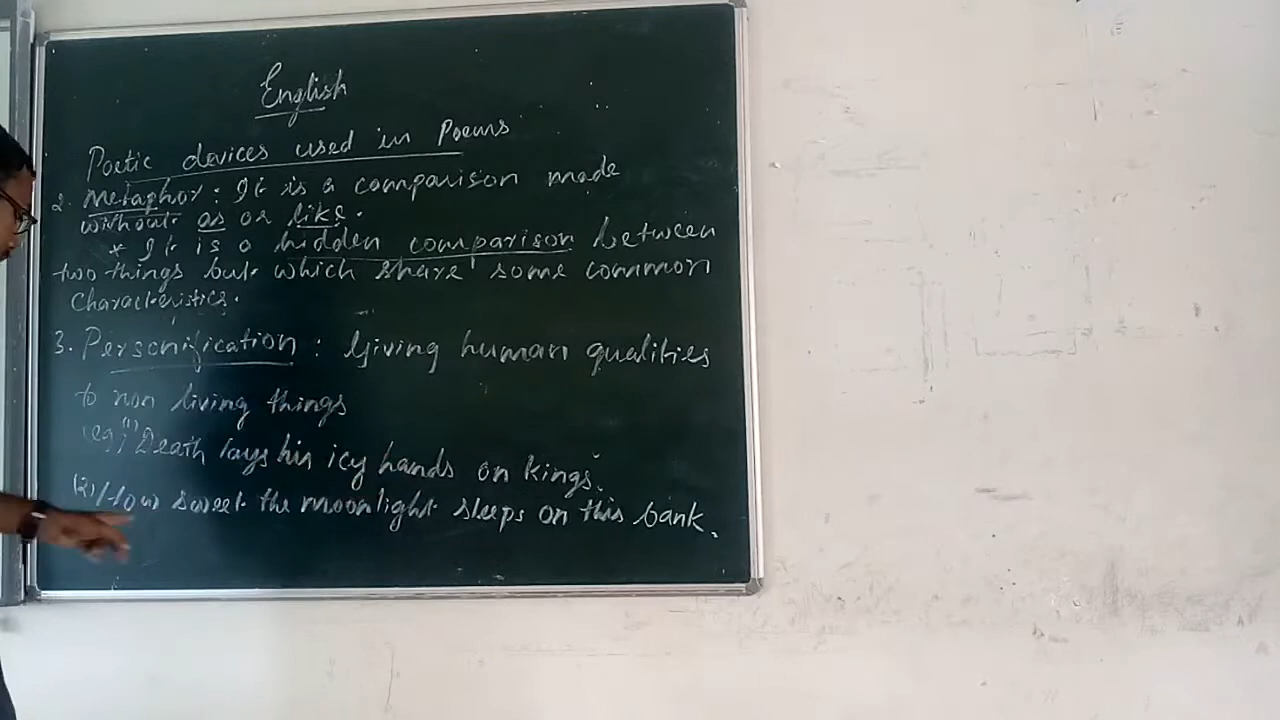 English
Poetic devices used in Poems
2. Metaphor: It is a comparison made
without as or like.
* It is a hidden comparison between
two things but which share some common
characteristics.
3. Personification: Giving human qualities
to non living things
(eg) (1) Death lays his icy hands on kings.
(2) How sweet the moonlight sleeps on this bank.